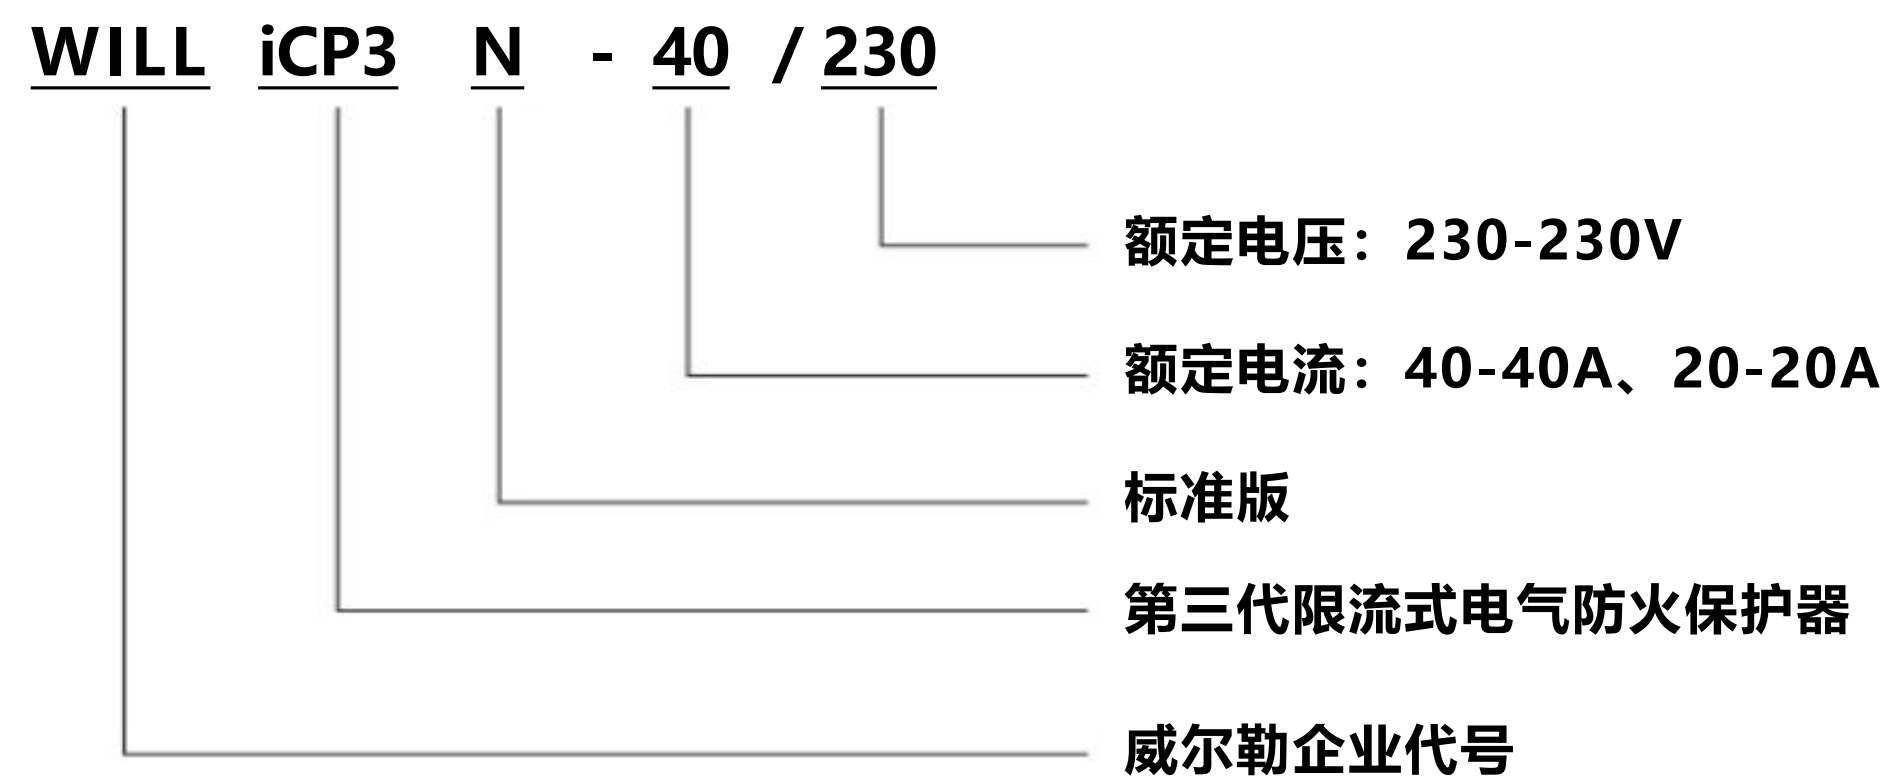 WILL iCP3 N - 40 / 230
额定电压：230-230V
额定电流：40-40A、20-20A
标准版
第三代限流式电气防火保护器
威尔勒企业代号